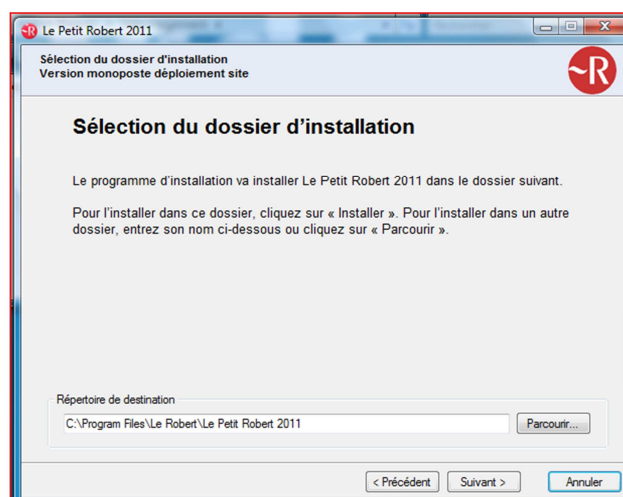 Le Petit Robert 2011
Sélection du dossier d'installation
Version monoposte déploiement site
~R
Sélection du dossier d'installation
Le programme d'installation va installer Le Petit Robert 2011 dans le dossier suivant.
Pour l'installer dans ce dossier, cliquez sur « Installer ». Pour l'installer dans un autre
dossier, entrez son nom ci-dessous ou cliquez sur « Parcourir ».
Répertoire de destination
C:\Program Files\Le Robert\Le Petit Robert 2011
Parcourir...
< Précédent
Suivant >
Annuler